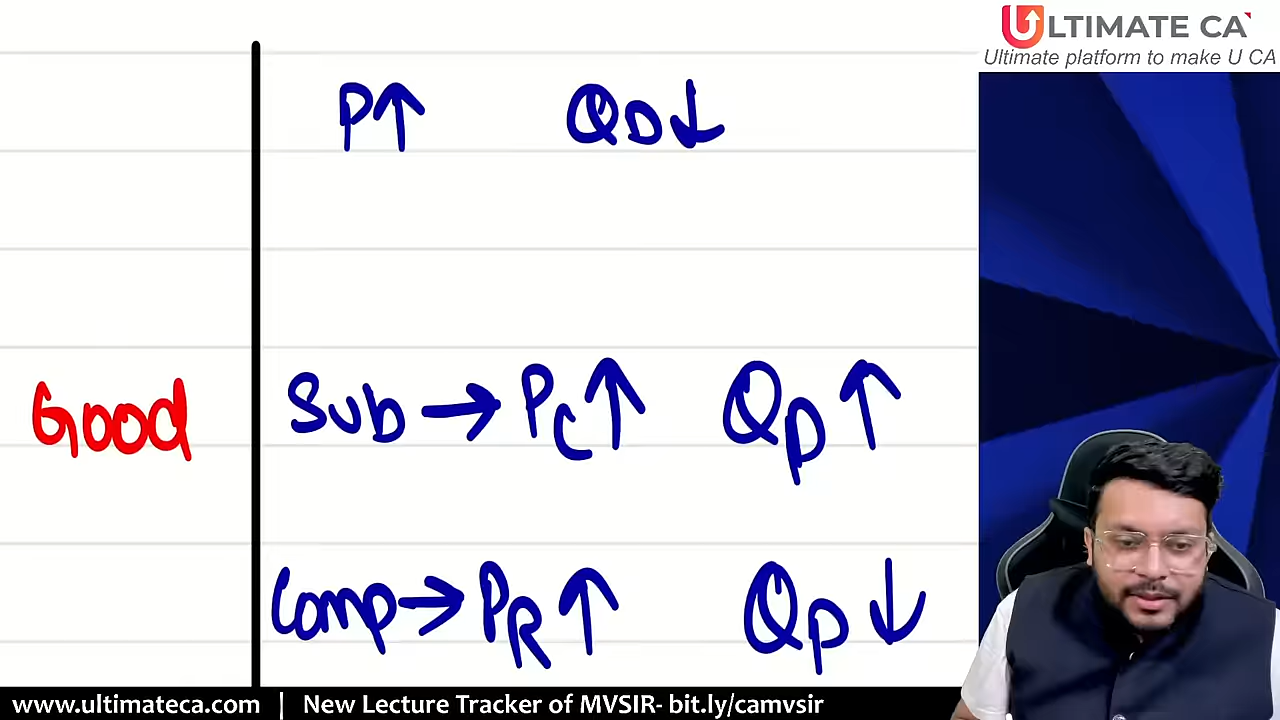 ULTIMATE CA
Ultimate platform to make U CA
P↑ QD↓
Good
Sub → PC↑ QP↑
Comp → PR↑ QP↓
www.ultimateca.com | New Lecture Tracker of MVSIR- bit.ly/camvsir